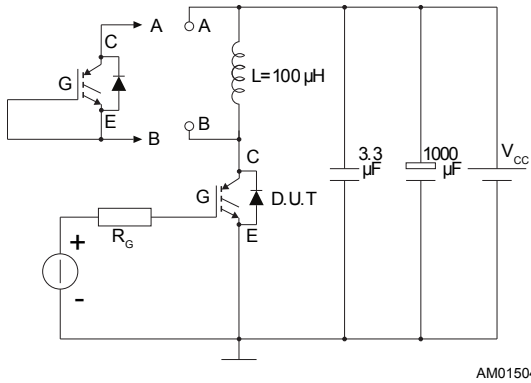 A
A
C
G
E
B
L=100 µH
B
C
G
D.U.T
E
R_G
+
-
3.3
µF
1000
µF
V_CC
AM01504